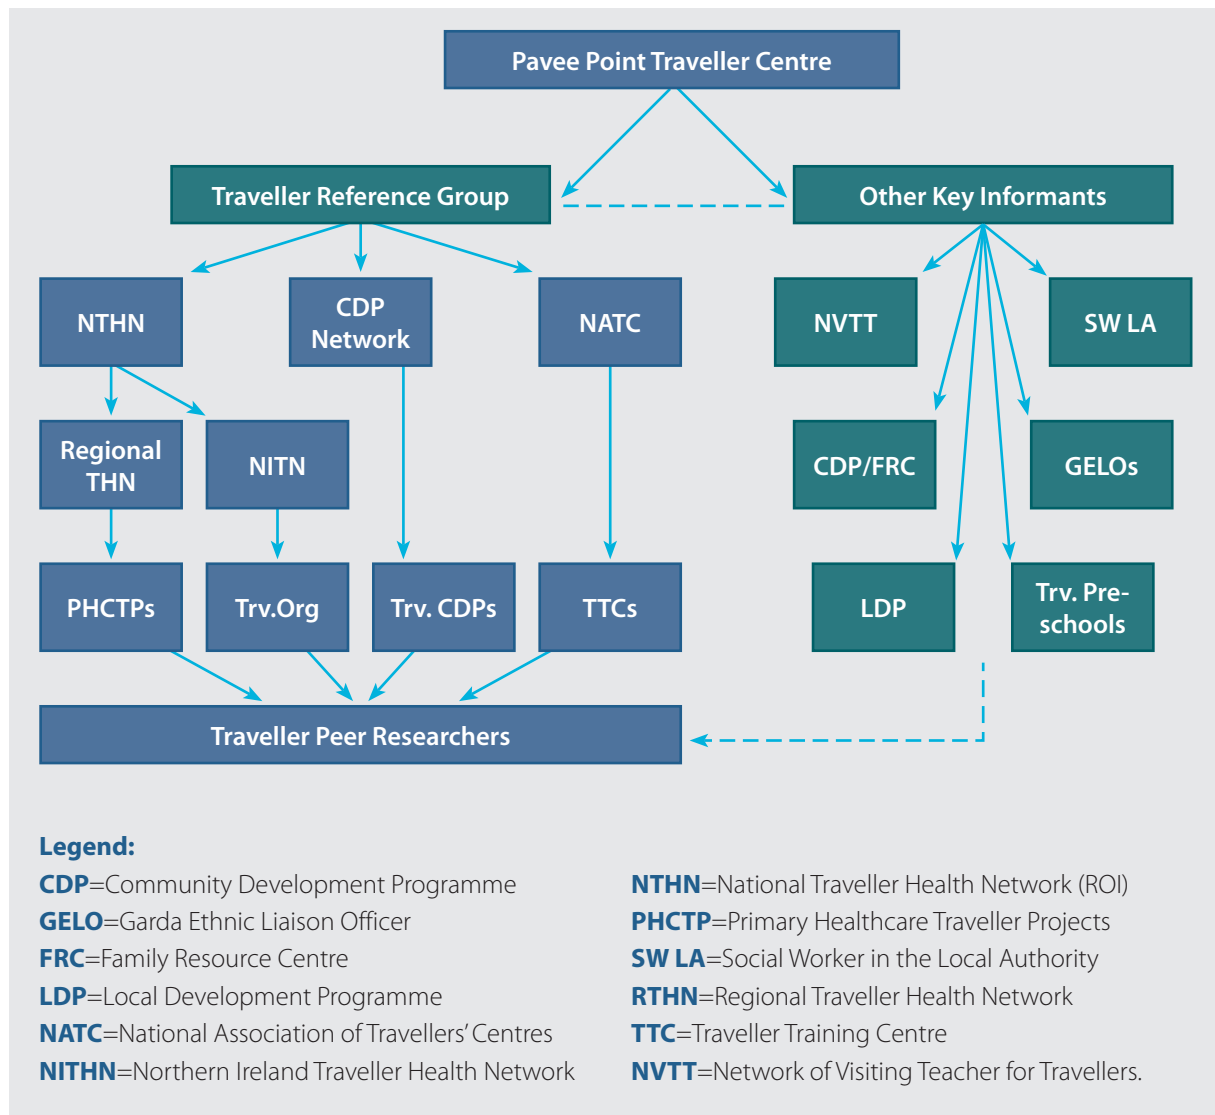 Pavee Point Traveller Centre
Traveller Reference Group
Other Key Informants
NTHN
CDP
Network
NATC
NVTT
SW LA
Regional
THN
NITN
CDP/FRC
GELOs
PHCTPs
Trv.Org
Trv. CDPs
TTCs
LDP
Trv. Pre-
schools
Traveller Peer Researchers
Legend:
CDP=Community Development Programme
GELO=Garda Ethnic Liaison Officer
FRC=Family Resource Centre
LDP=Local Development Programme
NATC=National Association of Travellers' Centres
NITHN=Northern Ireland Traveller Health Network
NTHN=National Traveller Health Network (ROI)
PHCTP=Primary Healthcare Traveller Projects
SW LA=Social Worker in the Local Authority
RTHN=Regional Traveller Health Network
TTC=Traveller Training Centre
NVTT=Network of Visiting Teacher for Travellers.